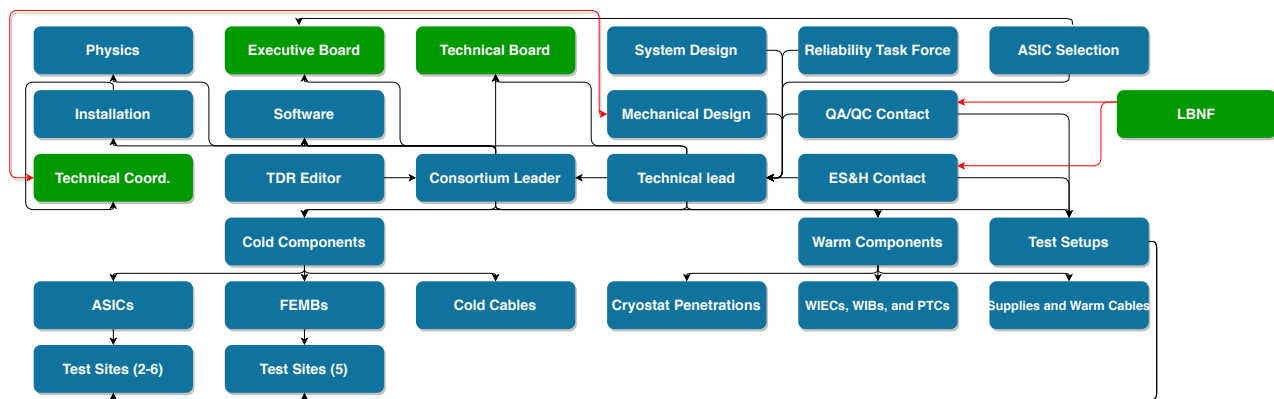 Physics
Executive Board
Technical Board
System Design
Reliability Task Force
ASIC Selection
Installation
Software
Mechanical Design
QA/QC Contact
LBNF
Technical Coord.
TDR Editor
Consortium Leader
Technical lead
ES&H Contact
Cold Components
Warm Components
Test Setups
ASICs
FEMBs
Cold Cables
Cryostat Penetrations
WIECs, WIBs, and PTCs
Supplies and Warm Cables
Test Sites (2-6)
Test Sites (5)